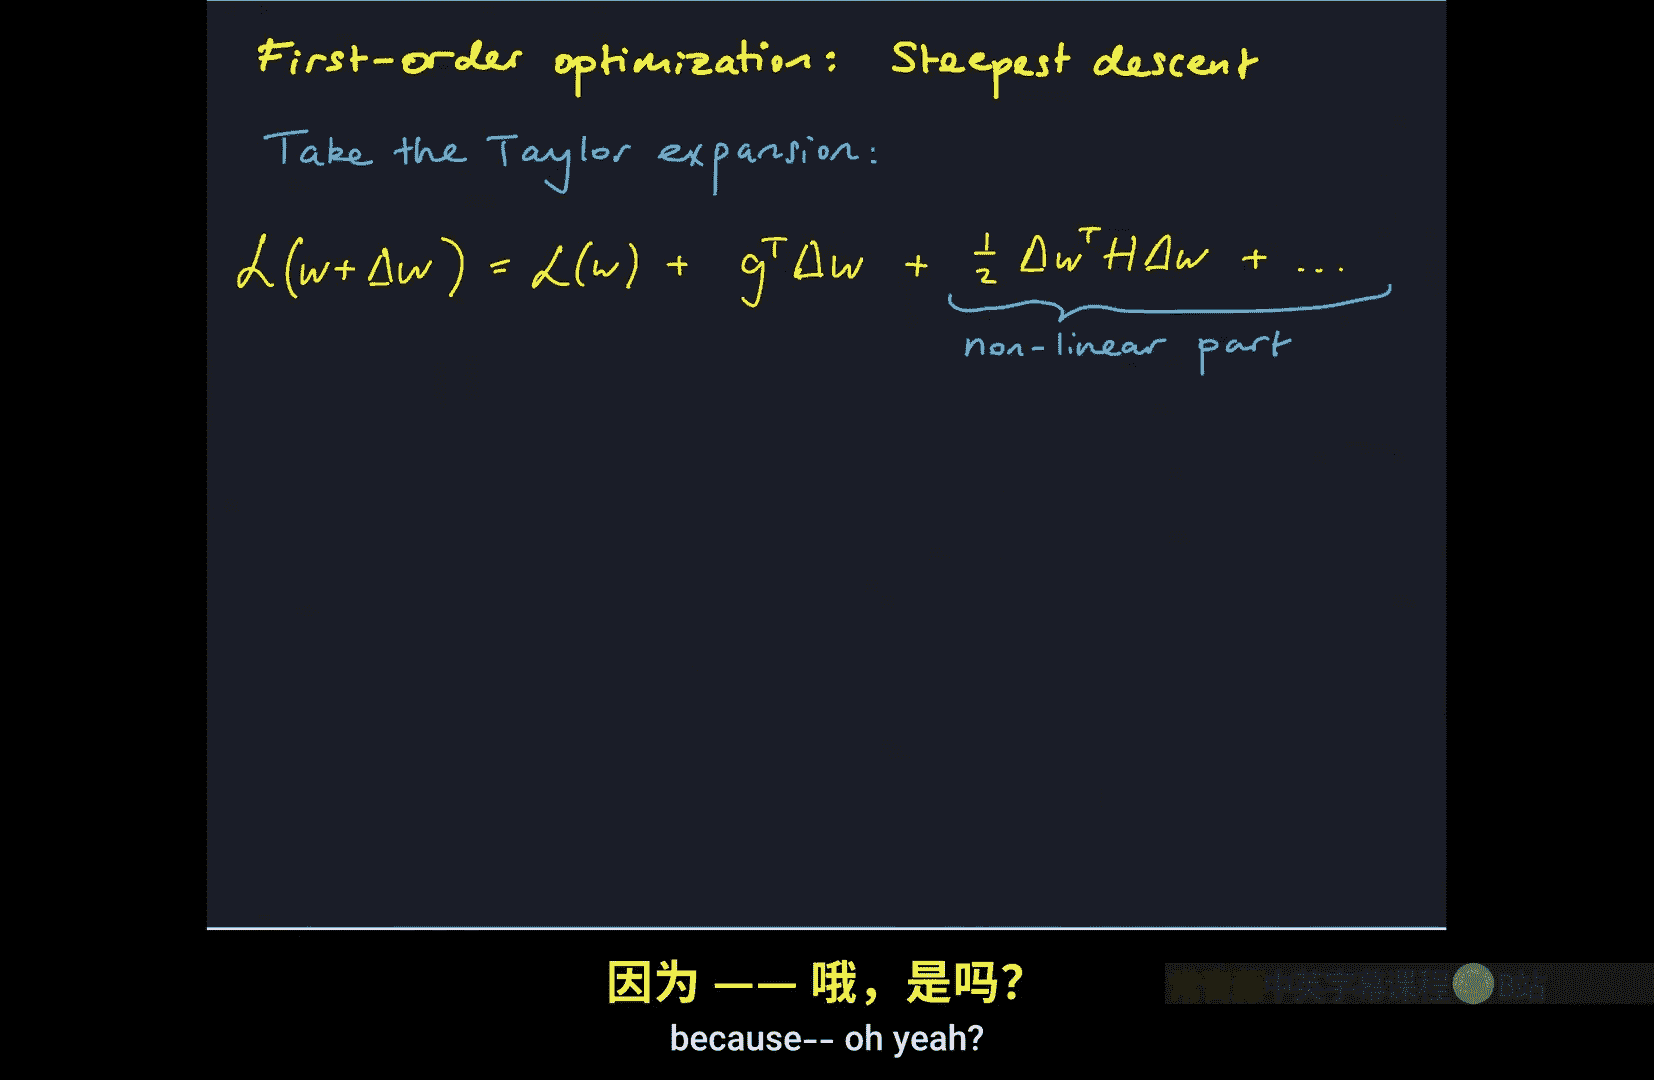 First-order optimization: Steepest descent
Take the Taylor expansion:
ℒ(w+Δw) = ℒ(w) + gᵀΔw + ½ ΔwᵀHΔw + ...
non-linear part
因为 —— 哦，是吗？
because-- oh yeah?